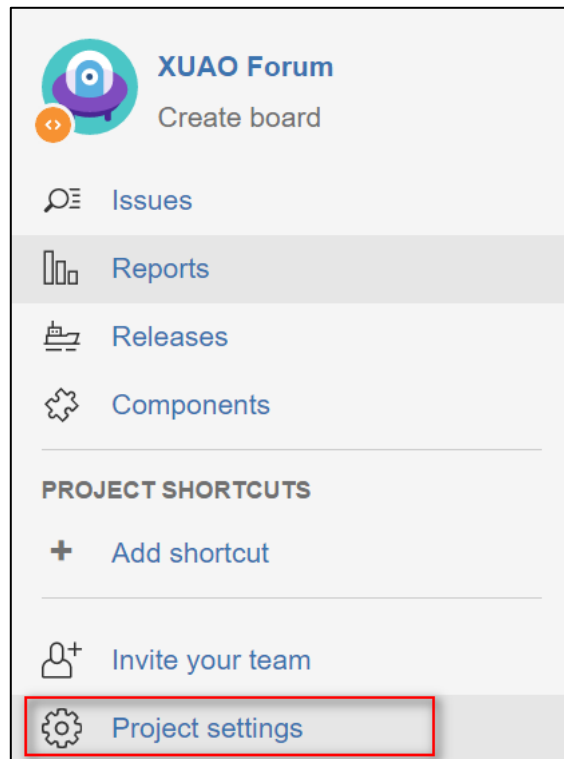 XUAO Forum
Create board
Issues
Reports
Releases
Components
PROJECT SHORTCUTS
+ Add shortcut
Invite your team
Project settings